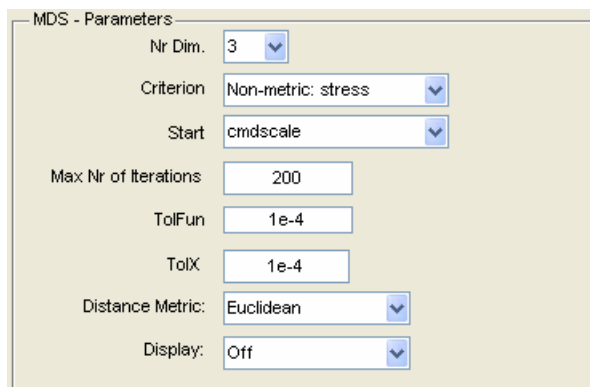 MDS - Parameters
Nr Dim. 3
Criterion Non-metric: stress
Start cmdscale
Max Nr of Iterations 200
TolFun 1e-4
TolX 1e-4
Distance Metric: Euclidean
Display: Off